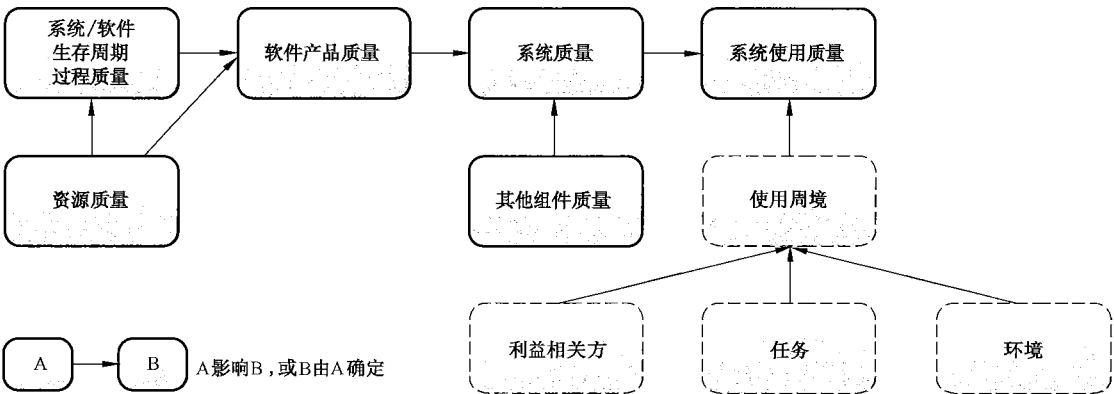 系统/软件
生存周期
过程质量
软件产品质量
系统质量
系统使用质量
资源质量
其他组件质量
使用周境
利益相关方
任务
环境
A
B
A影响B,或B由A确定